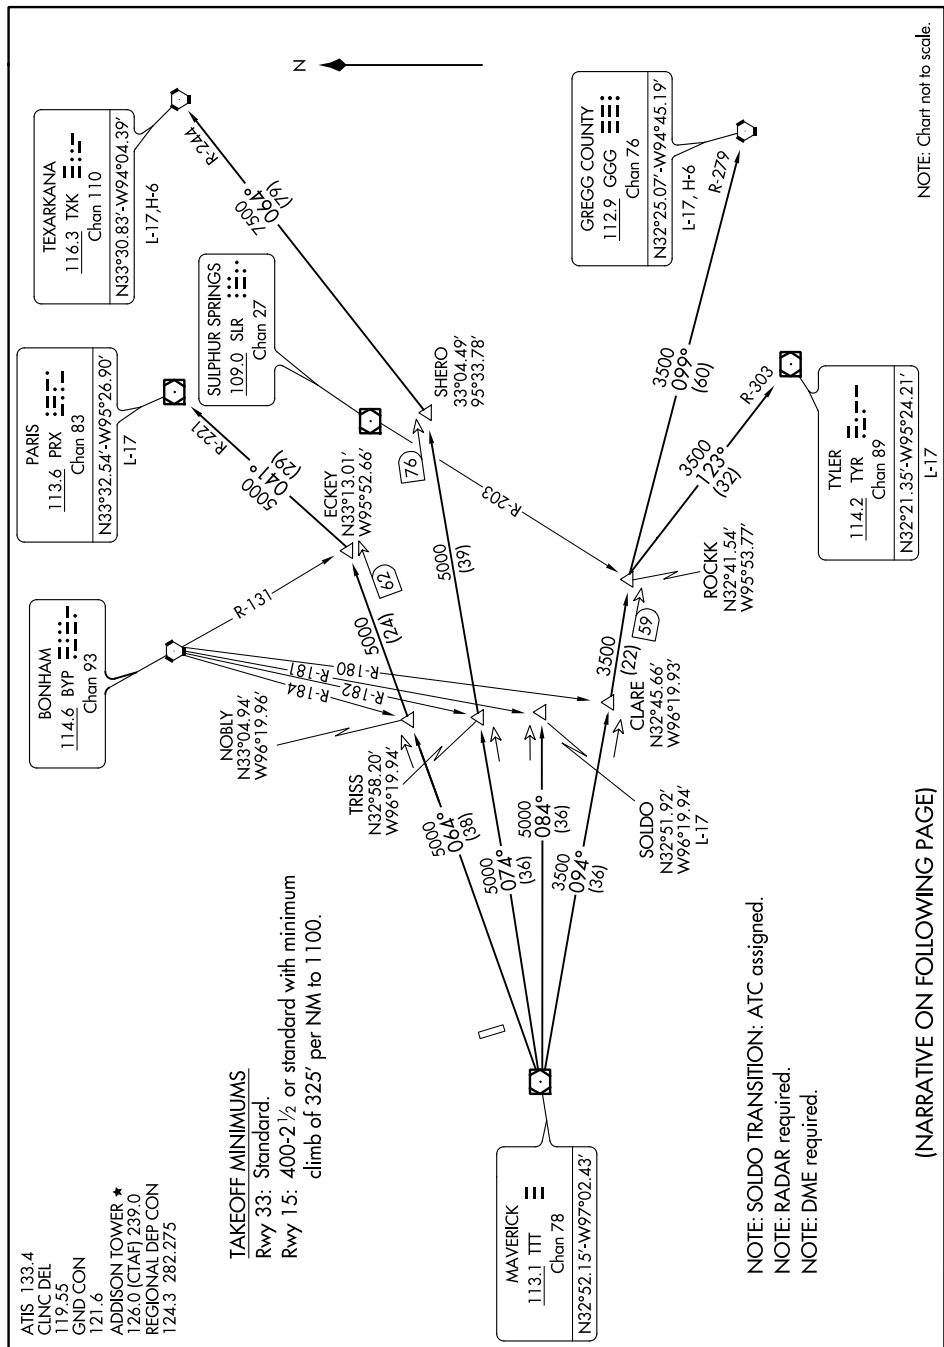 ATIS 133.4
CLNC DEL
119.55
GND CON
121.6
ADDISON TOWER ★
126.0 (CTAF) 239.0
REGIONAL DEP CON
124.3 282.275
TAKEOFF MINIMUMS
Rwy 33: Standard.
Rwy 15: 400-2½ or standard with minimum
climb of 325' per NM to 1100.
BONHAM
114.6 BYP
Chan 93
PARIS
113.6 PRX
Chan 83
N33°32.54'-W95°26.90'
L-17
TEXARKANA
116.3 TXK
Chan 110
N33°30.83'-W94°04.39'
L-17,H-6
SULPHUR SPRINGS
109.0 SLR
Chan 27
N
R-244
7500
064°
(79)
R-221
5000
041°
(29)
R-131
R-184
R-182
R-181
R-180
NOBLY
N33°04.94'
W96°19.96'
ECKEY
N33°13.01'
W95°52.66'
62
5000
(24)
SHERO
33°04.49'
95°33.78'
76
5000
(39)
R-203
TRISS
N32°58.20'
W96°19.94'
5000
064°
(38)
5000
074°
(36)
5000
084°
(36)
3500
094°
(36)
SOLDO
N32°51.92'
W96°19.94'
L-17
CLARE
N32°45.66'
W96°19.93'
3500
(22)
59
ROCKK
N32°41.54'
W95°53.77'
3500
099°
(60)
R-279
3500
123°
(32)
R-303
GREGG COUNTY
112.9 GGG
Chan 76
N32°25.07'-W94°45.19'
L-17, H-6
TYLER
114.2 TYR
Chan 89
N32°21.35'-W95°24.21'
L-17
MAVERICK
113.1 TTT
Chan 78
N32°52.15'-W97°02.43'
NOTE: SOLDO TRANSITION: ATC assigned.
NOTE: RADAR required.
NOTE: DME required.
NOTE: Chart not to scale.
(NARRATIVE ON FOLLOWING PAGE)